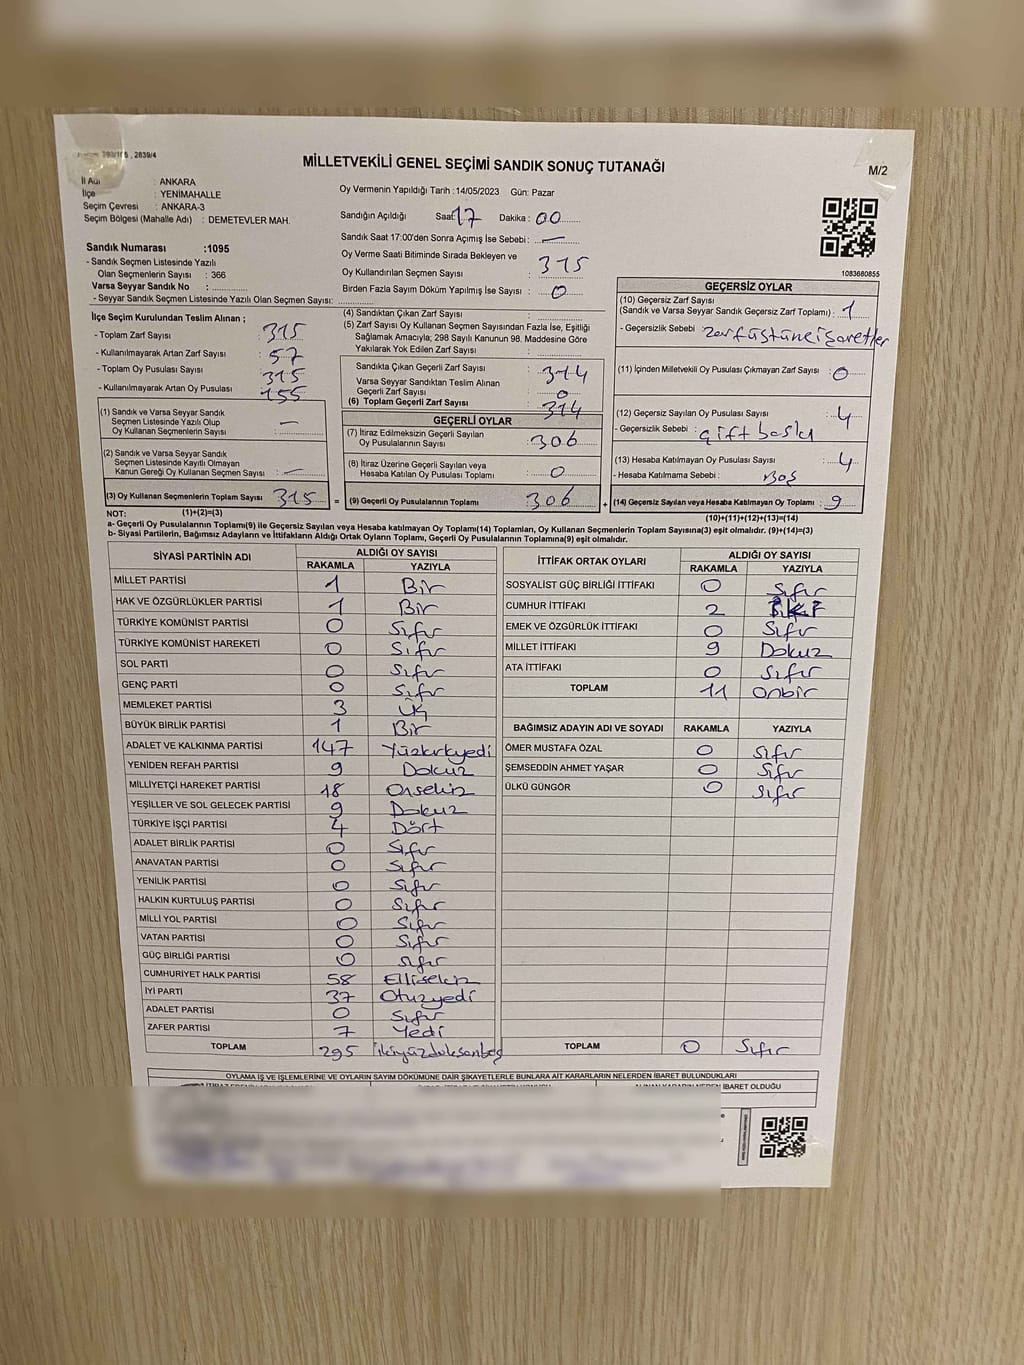 393/165 , 2839/4
MİLLETVEKİLİ GENEL SEÇİMİ SANDIK SONUÇ TUTANAĞI
M/2
İl Adı : ANKARA
İlçe : YENİMAHALLE
Seçim Çevresi : ANKARA-3
Seçim Bölgesi (Mahalle Adı) : DEMETEVLER MAH.
Sandık Numarası :1095
- Sandık Seçmen Listesinde Yazılı
Olan Seçmenlerin Sayısı : 366
Varsa Seyyar Sandık No :
- Seyyar Sandık Seçmen Listesinde Yazılı Olan Seçmen Sayısı:
Oy Vermenin Yapıldığı Tarih :14/05/2023 Gün: Pazar
Sandığın Açıldığı Saat: 17 Dakika : 00
Sandık Saat 17:00'den Sonra Açımış İse Sebebi : —
Oy Verme Saati Bitiminde Sırada Bekleyen ve
Oy Kullandırılan Seçmen Sayısı : 315
Birden Fazla Sayım Döküm Yapılmış İse Sayısı : 0
1083680855
İlçe Seçim Kurulundan Teslim Alınan ;
- Toplam Zarf Sayısı : 315
- Kullanılmayarak Artan Zarf Sayısı : 57
- Toplam Oy Pusulası Sayısı : 315
- Kullanılmayarak Artan Oy Pusulası : 155
(1) Sandık ve Varsa Seyyar Sandık
Seçmen Listesinde Yazılı Olup
Oy Kullanan Seçmenlerin Sayısı : —
(2) Sandık ve Varsa Seyyar Sandık
Seçmen Listesinde Kayıtlı Olmayan
Kanun Gereği Oy Kullanan Seçmen Sayısı : —
(3) Oy Kullanan Seçmenlerin Toplam Sayısı : 315 =
(1)+(2)=(3)
(4) Sandıktan Çıkan Zarf Sayısı :
(5) Zarf Sayısı Oy Kullanan Seçmen Sayısından Fazla İse, Eşitliği
Sağlamak Amacıyla; 298 Sayılı Kanunun 98. Maddesine Göre
Yakılarak Yok Edilen Zarf Sayısı :
Sandıkta Çıkan Geçerli Zarf Sayısı : 314
Varsa Seyyar Sandıktan Teslim Alınan
Geçerli Zarf Sayısı : 0
(6) Toplam Geçerli Zarf Sayısı : 314
GEÇERLİ OYLAR
(7) İtiraz Edilmeksizin Geçerli Sayılan
Oy Pusulalarının Sayısı : 306
(8) İtiraz Üzerine Geçerli Sayılan veya
Hesaba Katılan Oy Pusulası Toplamı : 0
(9) Geçerli Oy Pusulalarının Toplamı : 306 +
GEÇERSİZ OYLAR
(10) Geçersiz Zarf Sayısı
(Sandık ve Varsa Seyyar Sandık Geçersiz Zarf Toplamı) : 1
- Geçersizlik Sebebi : zarf üstünei şaretler
(11) İçinden Milletvekili Oy Pusulası Çıkmayan Zarf Sayısı : 0
(12) Geçersiz Sayılan Oy Pusulası Sayısı : 4
- Geçersizlik Sebebi : çift baskı
(13) Hesaba Katılmayan Oy Pusulası Sayısı : 4
- Hesaba Katılmama Sebebi : Boş
(14) Geçersiz Sayılan veya Hesaba Katılmayan Oy Toplamı : 9
(10)+(11)+(12)+(13)=(14)
NOT:
a- Geçerli Oy Pusulalarının Toplamı(9) ile Geçersiz Sayılan veya Hesaba katılmayan Oy Toplamı(14) Toplamları, Oy Kullanan Seçmenlerin Toplam Sayısına(3) eşit olmalıdır. (9)+(14)=(3)
b- Siyasi Partilerin, Bağımsız Adayların ve İttifakların Aldığı Ortak Oyların Toplamı, Geçerli Oy Pusulalarının Toplamına(9) eşit olmalıdır.
SİYASİ PARTİNİN ADI ALDIĞI OY SAYISI
RAKAMLA YAZIYLA
MİLLET PARTİSİ 1 Bir
HAK VE ÖZGÜRLÜKLER PARTİSİ 1 Bir
TÜRKİYE KOMÜNİST PARTİSİ 0 Sıfır
TÜRKİYE KOMÜNİST HAREKETİ 0 Sıfır
SOL PARTİ 0 Sıfır
GENÇ PARTİ 0 Sıfır
MEMLEKET PARTİSİ 3 Üç
BÜYÜK BİRLİK PARTİSİ 1 Bir
ADALET VE KALKINMA PARTİSİ 147 Yüzkırkyedi
YENİDEN REFAH PARTİSİ 9 Dokuz
MİLLİYETÇİ HAREKET PARTİSİ 18 Onsekiz
YEŞİLLER VE SOL GELECEK PARTİSİ 9 Dokuz
TÜRKİYE İŞÇİ PARTİSİ 4 Dört
ADALET BİRLİK PARTİSİ 0 Sıfır
ANAVATAN PARTİSİ 0 Sıfır
YENİLİK PARTİSİ 0 Sıfır
HALKIN KURTULUŞ PARTİSİ 0 Sıfır
MİLLİ YOL PARTİSİ 0 Sıfır
VATAN PARTİSİ 0 Sıfır
GÜÇ BİRLİĞİ PARTİSİ 0 Sıfır
CUMHURİYET HALK PARTİSİ 58 Ellisekiz
İYİ PARTİ 37 Otuzyedi
ADALET PARTİSİ 0 Sıfır
ZAFER PARTİSİ 7 Yedi
TOPLAM 295 İkiyüzdoksanbeş
İTTİFAK ORTAK OYLARI ALDIĞI OY SAYISI
RAKAMLA YAZIYLA
SOSYALİST GÜÇ BİRLİĞİ İTTİFAKI 0 Sıfır
CUMHUR İTTİFAKI 2
EMEK VE ÖZGÜRLÜK İTTİFAKI 0 Sıfır
MİLLET İTTİFAKI 9 Dokuz
ATA İTTİFAKI 0 Sıfır
TOPLAM 11 Onbir
BAĞIMSIZ ADAYIN ADI VE SOYADI RAKAMLA YAZIYLA
ÖMER MUSTAFA ÖZAL 0 Sıfır
ŞEMSEDDİN AHMET YAŞAR 0 Sıfır
ÜLKÜ GÜNGÖR 0 Sıfır
TOPLAM 0 Sıfır
OYLAMA İŞ VE İŞLEMLERİNE VE OYLARIN SAYIM DÖKÜMÜNE DAİR ŞİKAYETLERLE BUNLARA AİT KARARLARIN NELERDEN İBARET BULUNDUKLARI
İBARET OLDUĞU